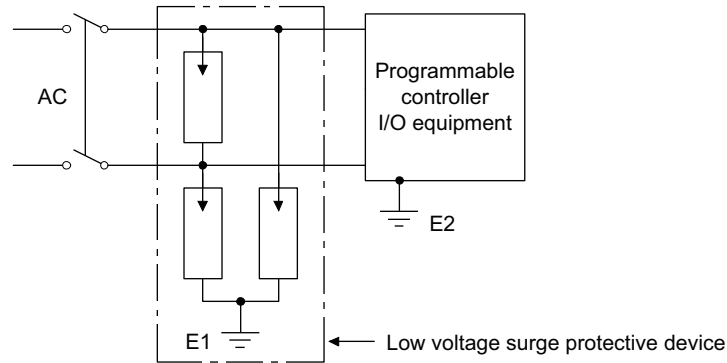 AC
Programmable
controller
I/O equipment
E2
E1
Low voltage surge protective device